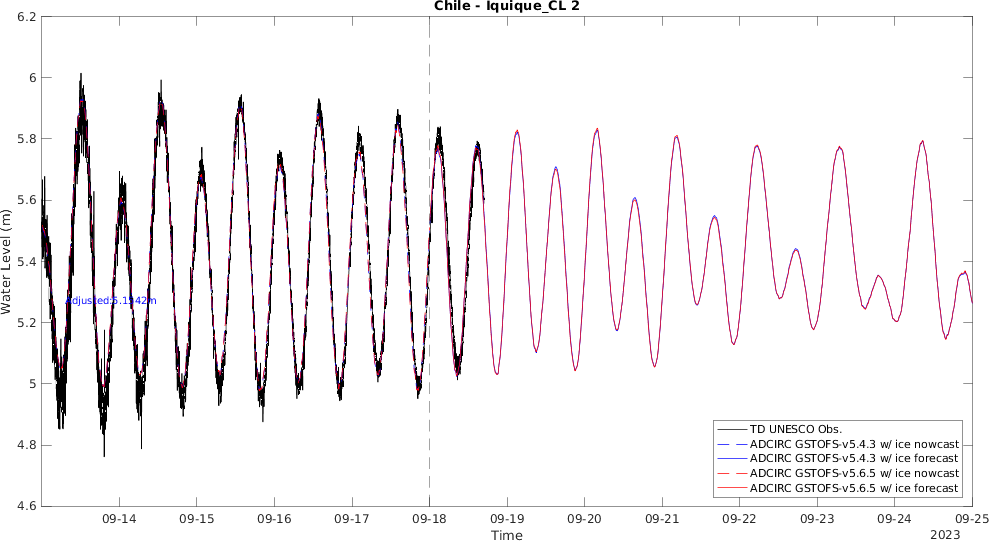 Chile - Iquique_CL 2
6.2
6
5.8
5.6
5.4
5.2
5
4.8
4.6
Water Level (m)
09-14 09-15 09-16 09-17 09-18 09-19 09-20 09-21 09-22 09-23 09-24 09-25
Time
2023
TD UNESCO Obs.
ADCIRC GSTOFS-v5.4.3 w/ ice nowcast
ADCIRC GSTOFS-v5.4.3 w/ ice forecast
ADCIRC GSTOFS-v5.6.5 w/ ice nowcast
ADCIRC GSTOFS-v5.6.5 w/ ice forecast